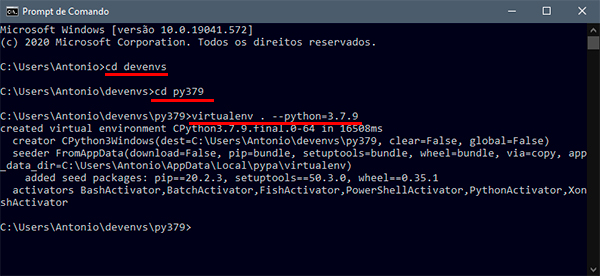 Prompt de Comando
Microsoft Windows [versão 10.0.19041.572]
(c) 2020 Microsoft Corporation. Todos os direitos reservados.
C:\Users\Antonio>cd devenvs
C:\Users\Antonio\devenvs>cd py379
C:\Users\Antonio\devenvs\py379>virtualenv . --python=3.7.9
created virtual environment CPython3.7.9.final.0-64 in 16508ms
  creator CPython3Windows(dest=C:\Users\Antonio\devenvs\py379, clear=False, global=False)
  seeder FromAppData(download=False, pip=bundle, setuptools=bundle, wheel=bundle, via=copy, app
_data_dir=C:\Users\Antonio\AppData\Local\pypa\virtualenv)
    added seed packages: pip==20.2.3, setuptools==50.3.0, wheel==0.35.1
  activators BashActivator,BatchActivator,FishActivator,PowerShellActivator,PythonActivator,Xon
shActivator
C:\Users\Antonio\devenvs\py379>